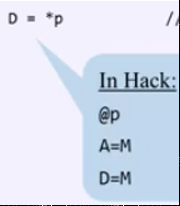 D = *p //
In Hack:
@p
A=M
D=M